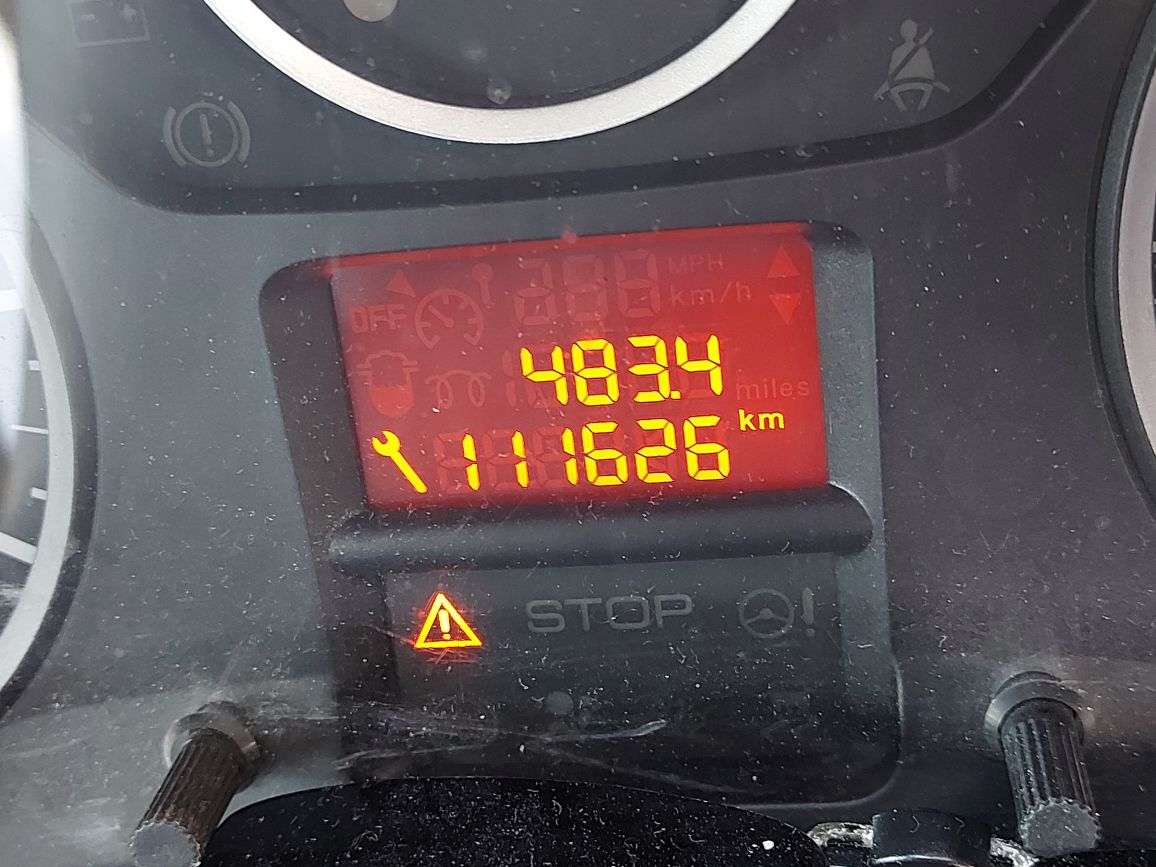 MPH
km/h
OFF
483.4
miles
km
111626
STOP